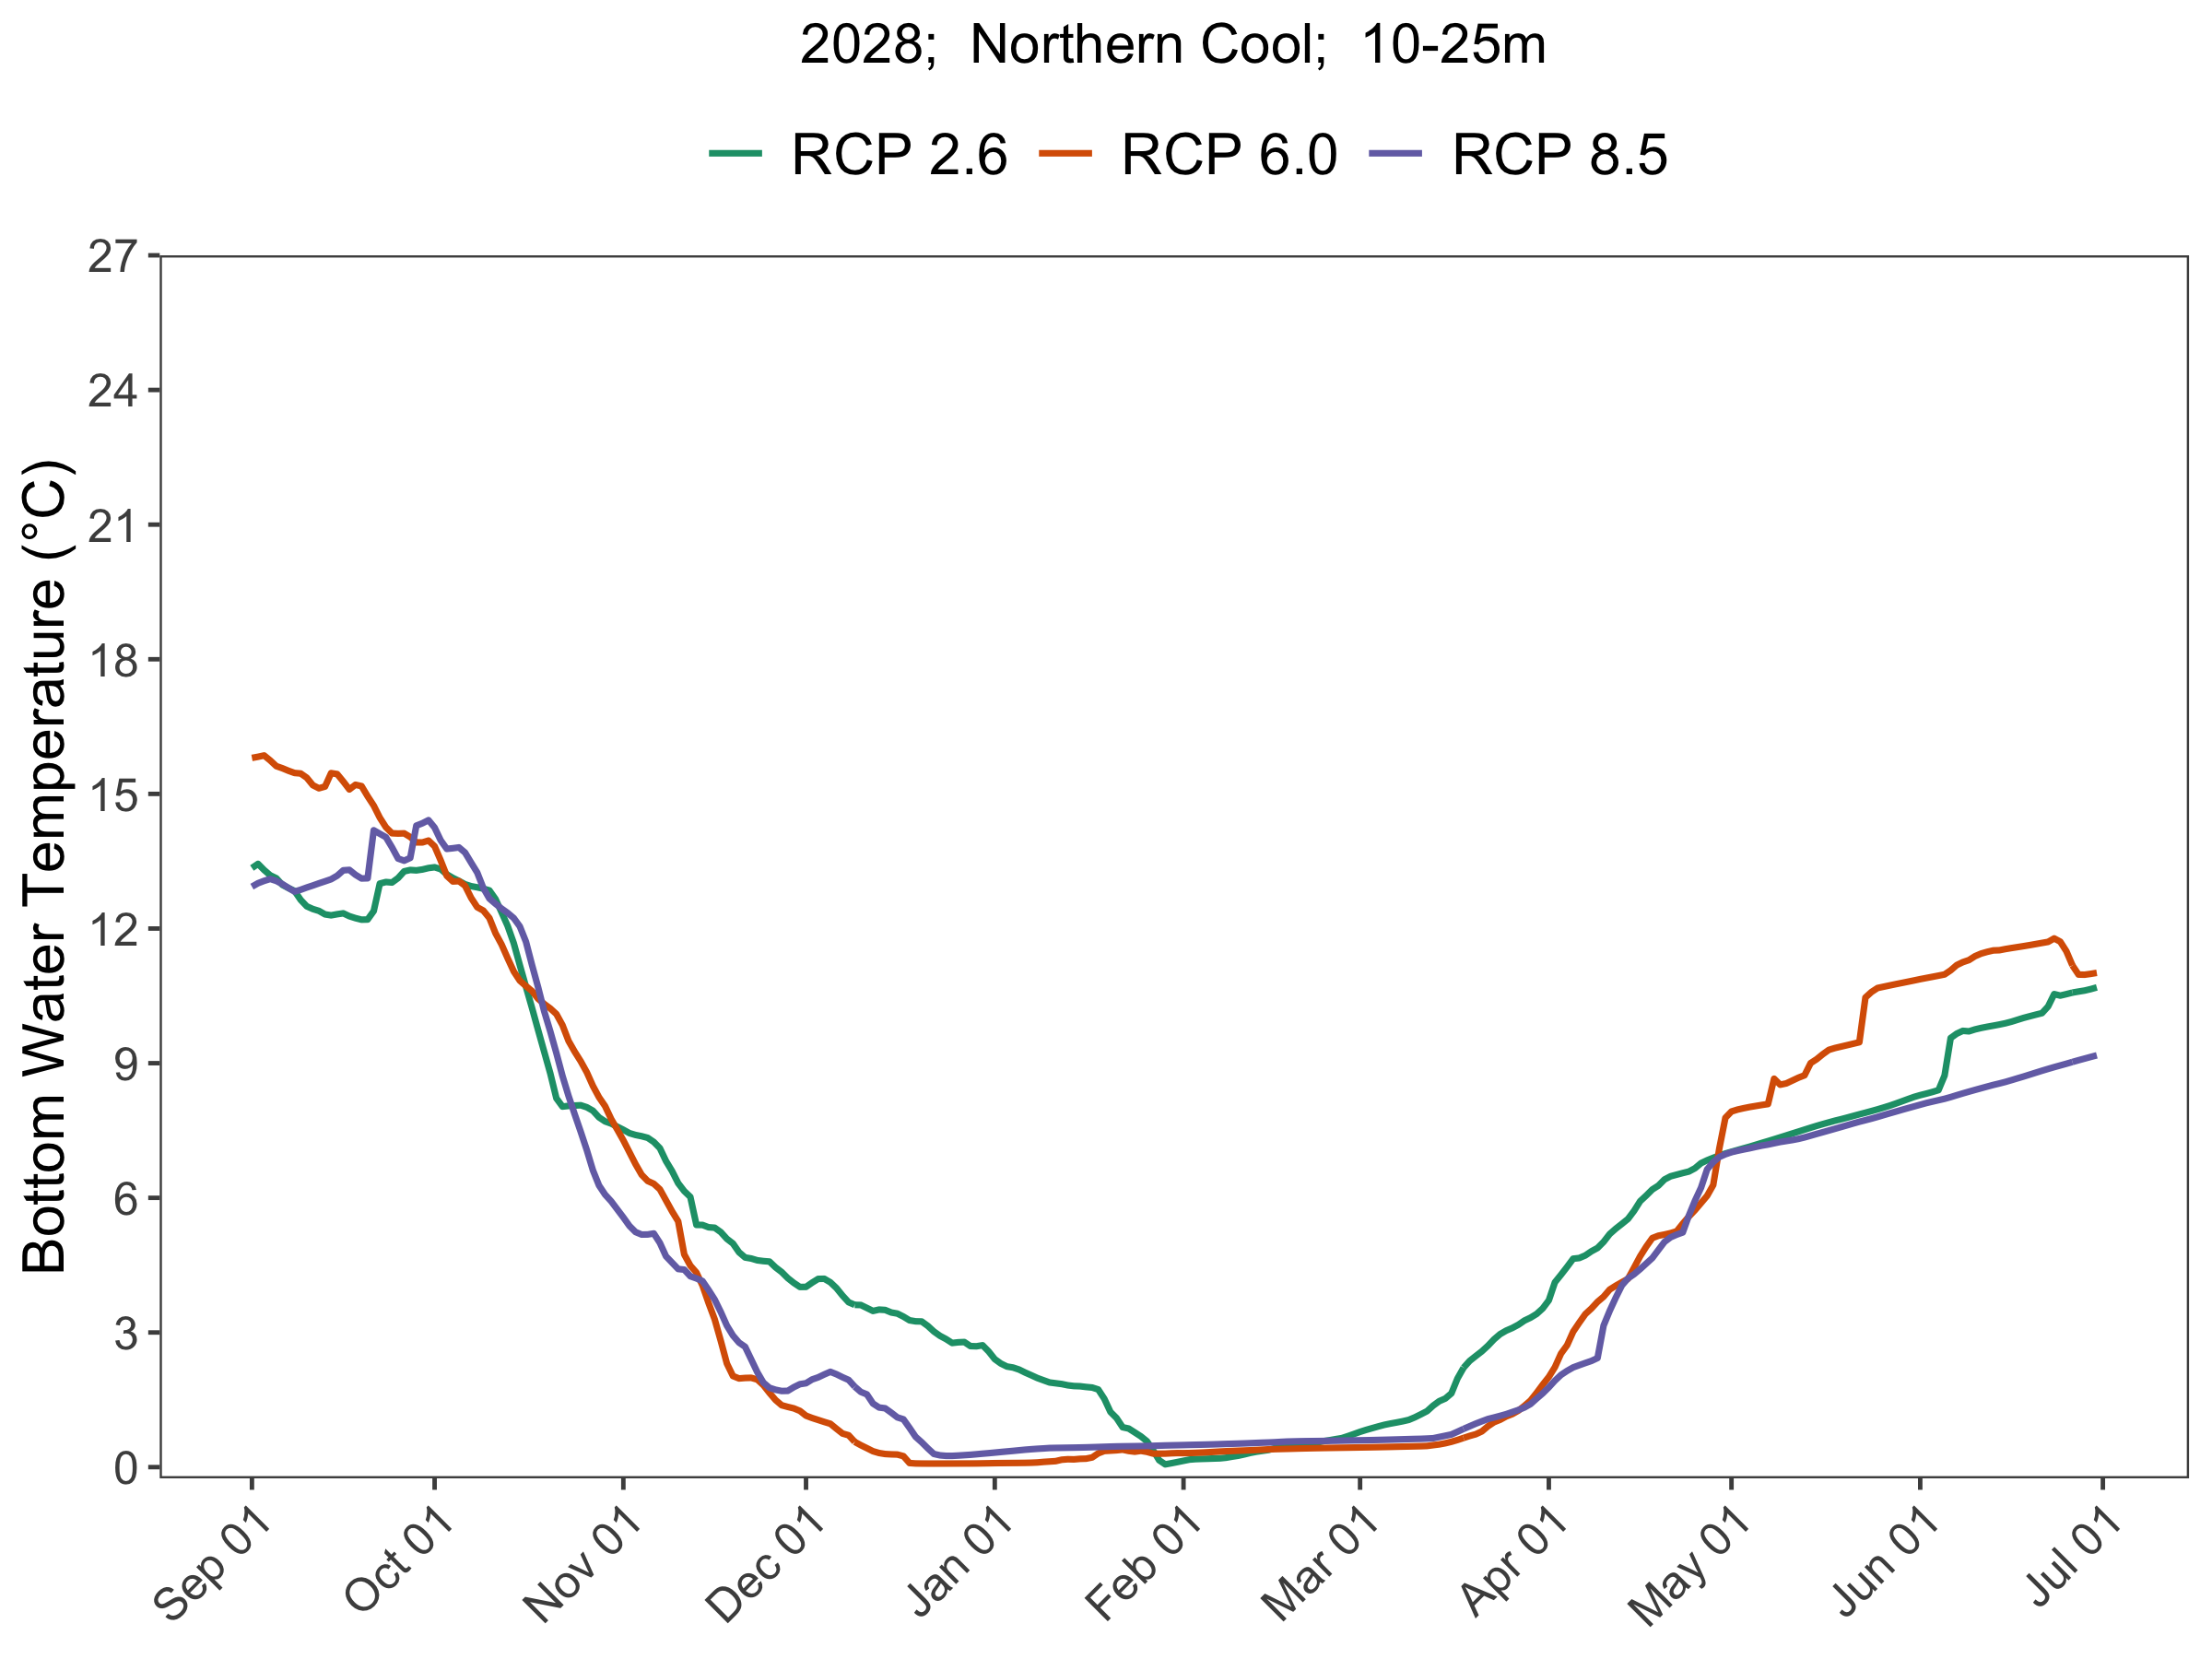 2028;  Northern Cool;  10-25m
RCP 2.6 RCP 6.0 RCP 8.5
Bottom Water Temperature (°C)
27
24
21
18
15
12
9
6
3
0
Sep 01 Oct 01 Nov 01 Dec 01 Jan 01 Feb 01 Mar 01 Apr 01 May 01 Jun 01 Jul 01